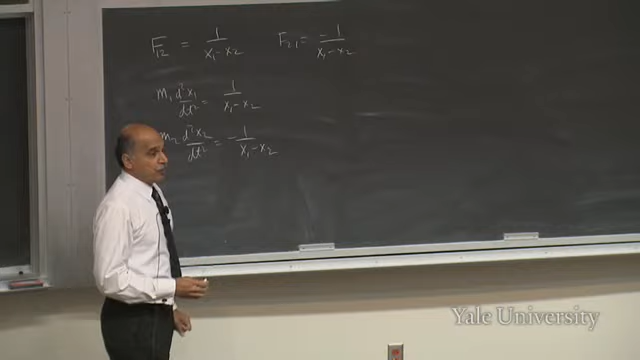 F₁₂ = 1/(x₁ - x₂) F₂₁ = -1/(x₁ - x₂)
m₁ d²x₁/dt² = 1/(x₁ - x₂)
m₂ d²x₂/dt² = -1/(x₁ - x₂)
Yale University